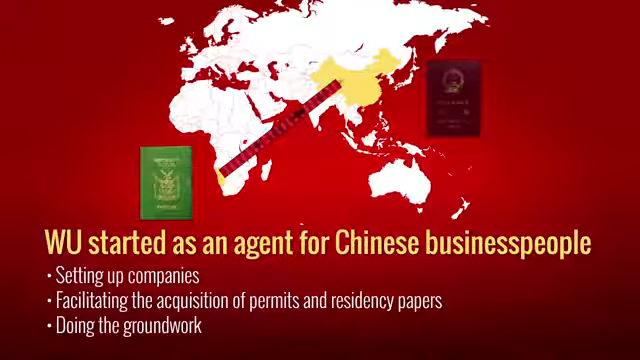 WU started as an agent for Chinese businesspeople
• Setting up companies
• Facilitating the acquisition of permits and residency papers
• Doing the groundwork